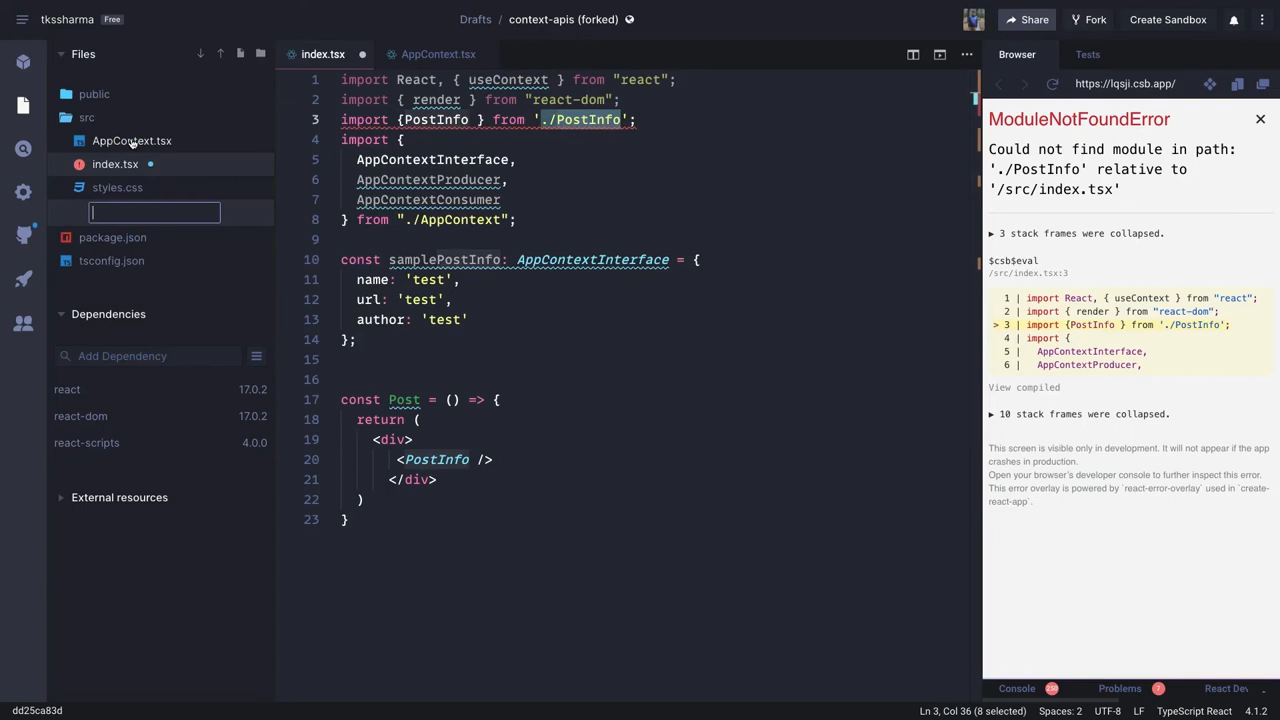 tkssharma Free
Drafts / context-apis (forked)
Share
Fork
Create Sandbox
Files
public
src
AppContext.tsx
index.tsx
styles.css
package.json
tsconfig.json
Dependencies
Add Dependency
react 17.0.2
react-dom 17.0.2
react-scripts 4.0.0
External resources
index.tsx
AppContext.tsx
1 import React, { useContext } from "react";
2 import { render } from "react-dom";
3 import {PostInfo } from './PostInfo';
4 import {
5 AppContextInterface,
6 AppContextProducer,
7 AppContextConsumer
8 } from "./AppContext";
9
10 const samplePostInfo: AppContextInterface = {
11 name: 'test',
12 url: 'test',
13 author: 'test'
14 };
15
16
17 const Post = () => {
18 return (
19 <div>
20 <PostInfo />
21 </div>
22 )
23 }
Browser
Tests
https://lqsji.csb.app/
ModuleNotFoundError
Could not find module in path:
'./PostInfo' relative to
'/src/index.tsx'
▶ 3 stack frames were collapsed.
$csb$eval
/src/index.tsx:3
1 | import React, { useContext } from "react";
2 | import { render } from "react-dom";
> 3 | import {PostInfo } from './PostInfo';
4 | import {
5 | AppContextInterface,
6 | AppContextProducer,
View compiled
▶ 10 stack frames were collapsed.
This screen is visible only in development. It will not appear if the app
crashes in production.
Open your browser's developer console to further inspect this error.
This error overlay is powered by `react-error-overlay` used in `create-
react-app`.
Console 250
Problems 7
React Dev
dd25ca83d
Ln 3, Col 36 (8 selected)
Spaces: 2
UTF-8
LF
TypeScript React
4.1.2